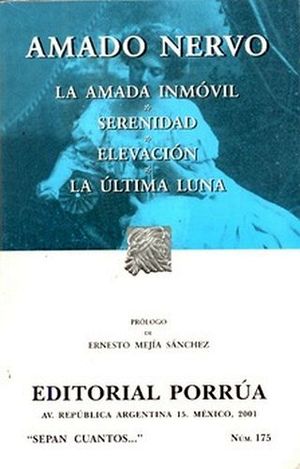 AMADO NERVO
LA AMADA INMÓVIL
*
SERENIDAD
*
ELEVACIÓN
*
LA ÚLTIMA LUNA
PRÓLOGO
DE
ERNESTO MEJÍA SÁNCHEZ
EDITORIAL PORRÚA
AV. REPÚBLICA ARGENTINA 15. MÉXICO, 2001
"SEPAN CUANTOS..." NÚM. 175